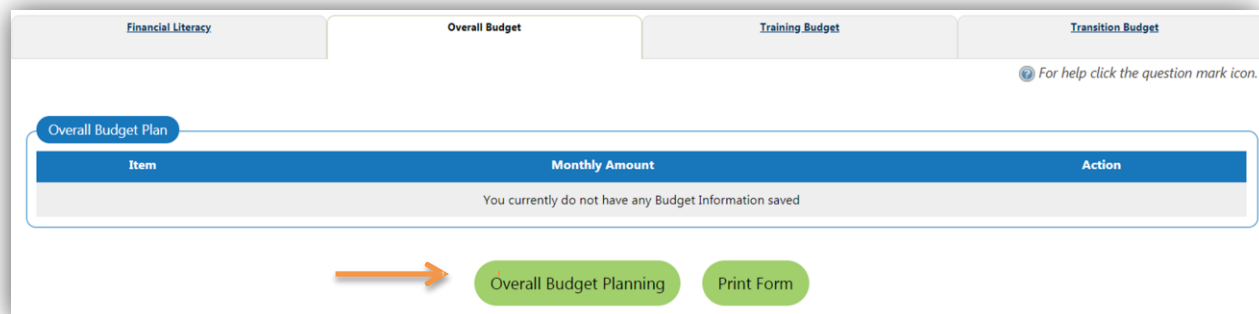 Financial Literacy Overall Budget Training Budget Transition Budget
For help click the question mark icon.
Overall Budget Plan
Item Monthly Amount Action
You currently do not have any Budget Information saved
Overall Budget Planning Print Form